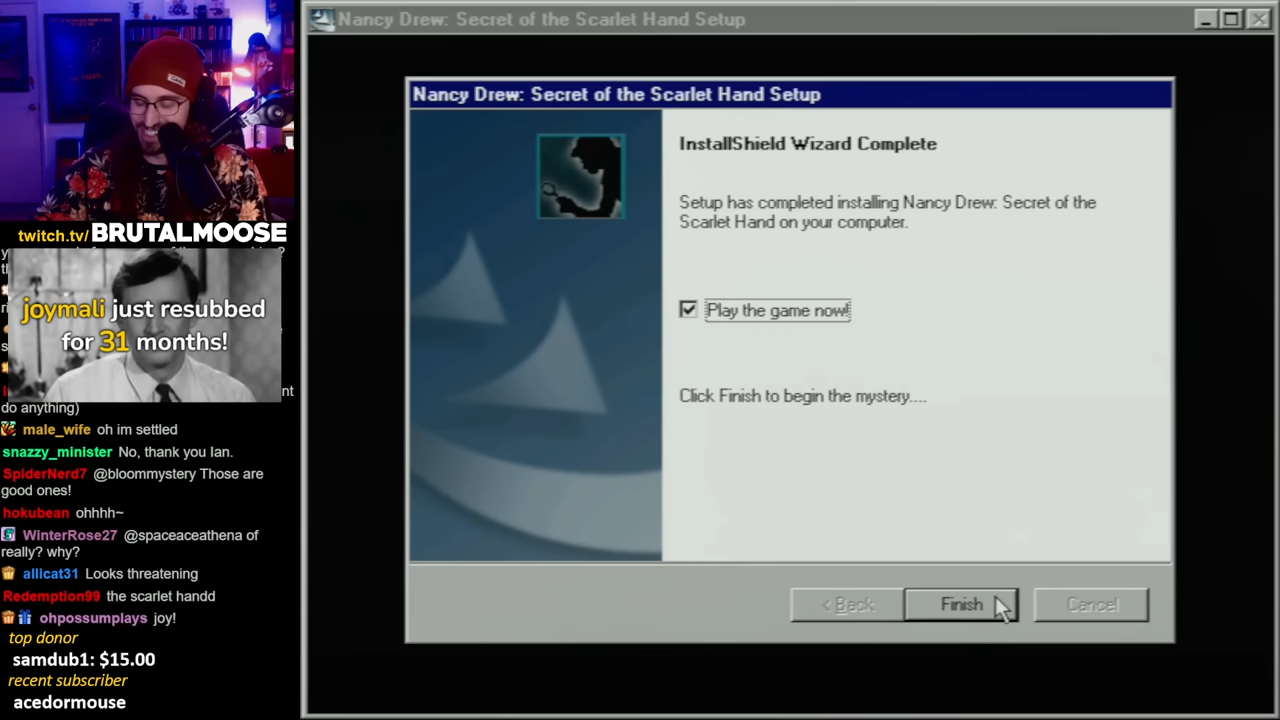 Nancy Drew: Secret of the Scarlet Hand Setup
Nancy Drew: Secret of the Scarlet Hand Setup
InstallShield Wizard Complete
Setup has completed installing Nancy Drew: Secret of the
Scarlet Hand on your computer.
Play the game now!
Click Finish to begin the mystery....
< Back
Finish
Cancel
twitch.tv/BRUTALMOOSE
joymali just resubbed
for 31 months!
nt
do anything)
male_wife oh im settled
snazzy_minister No, thank you Ian.
SpiderNerd7 @bloommystery Those are
good ones!
hokubean ohhhh~
WinterRose27 @spaceaceathena of
really? why?
allicat31 Looks threatening
Redemption99 the scarlet handd
ohpossumplays joy!
top donor
samdub1: $15.00
recent subscriber
acedormouse